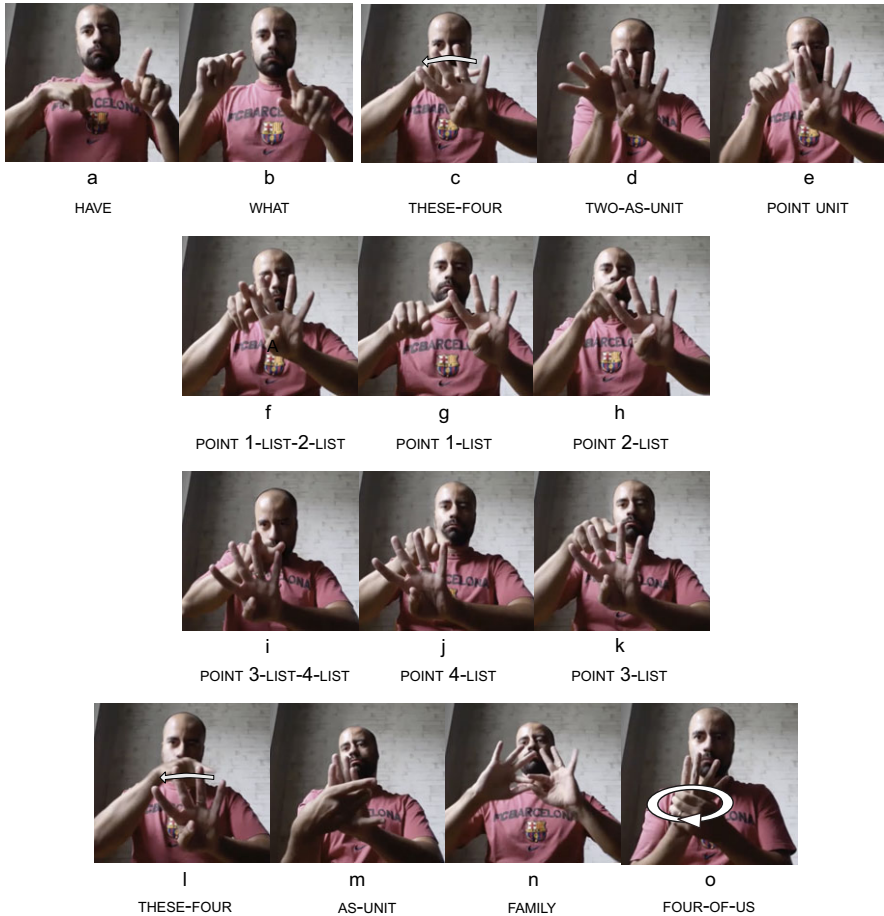 a b c d e
HAVE WHAT THESE-FOUR TWO-AS-UNIT POINT UNIT
A
f g h
POINT 1-LIST-2-LIST POINT 1-LIST POINT 2-LIST
i j k
POINT 3-LIST-4-LIST POINT 4-LIST POINT 3-LIST
l m n o
THESE-FOUR AS-UNIT FAMILY FOUR-OF-US